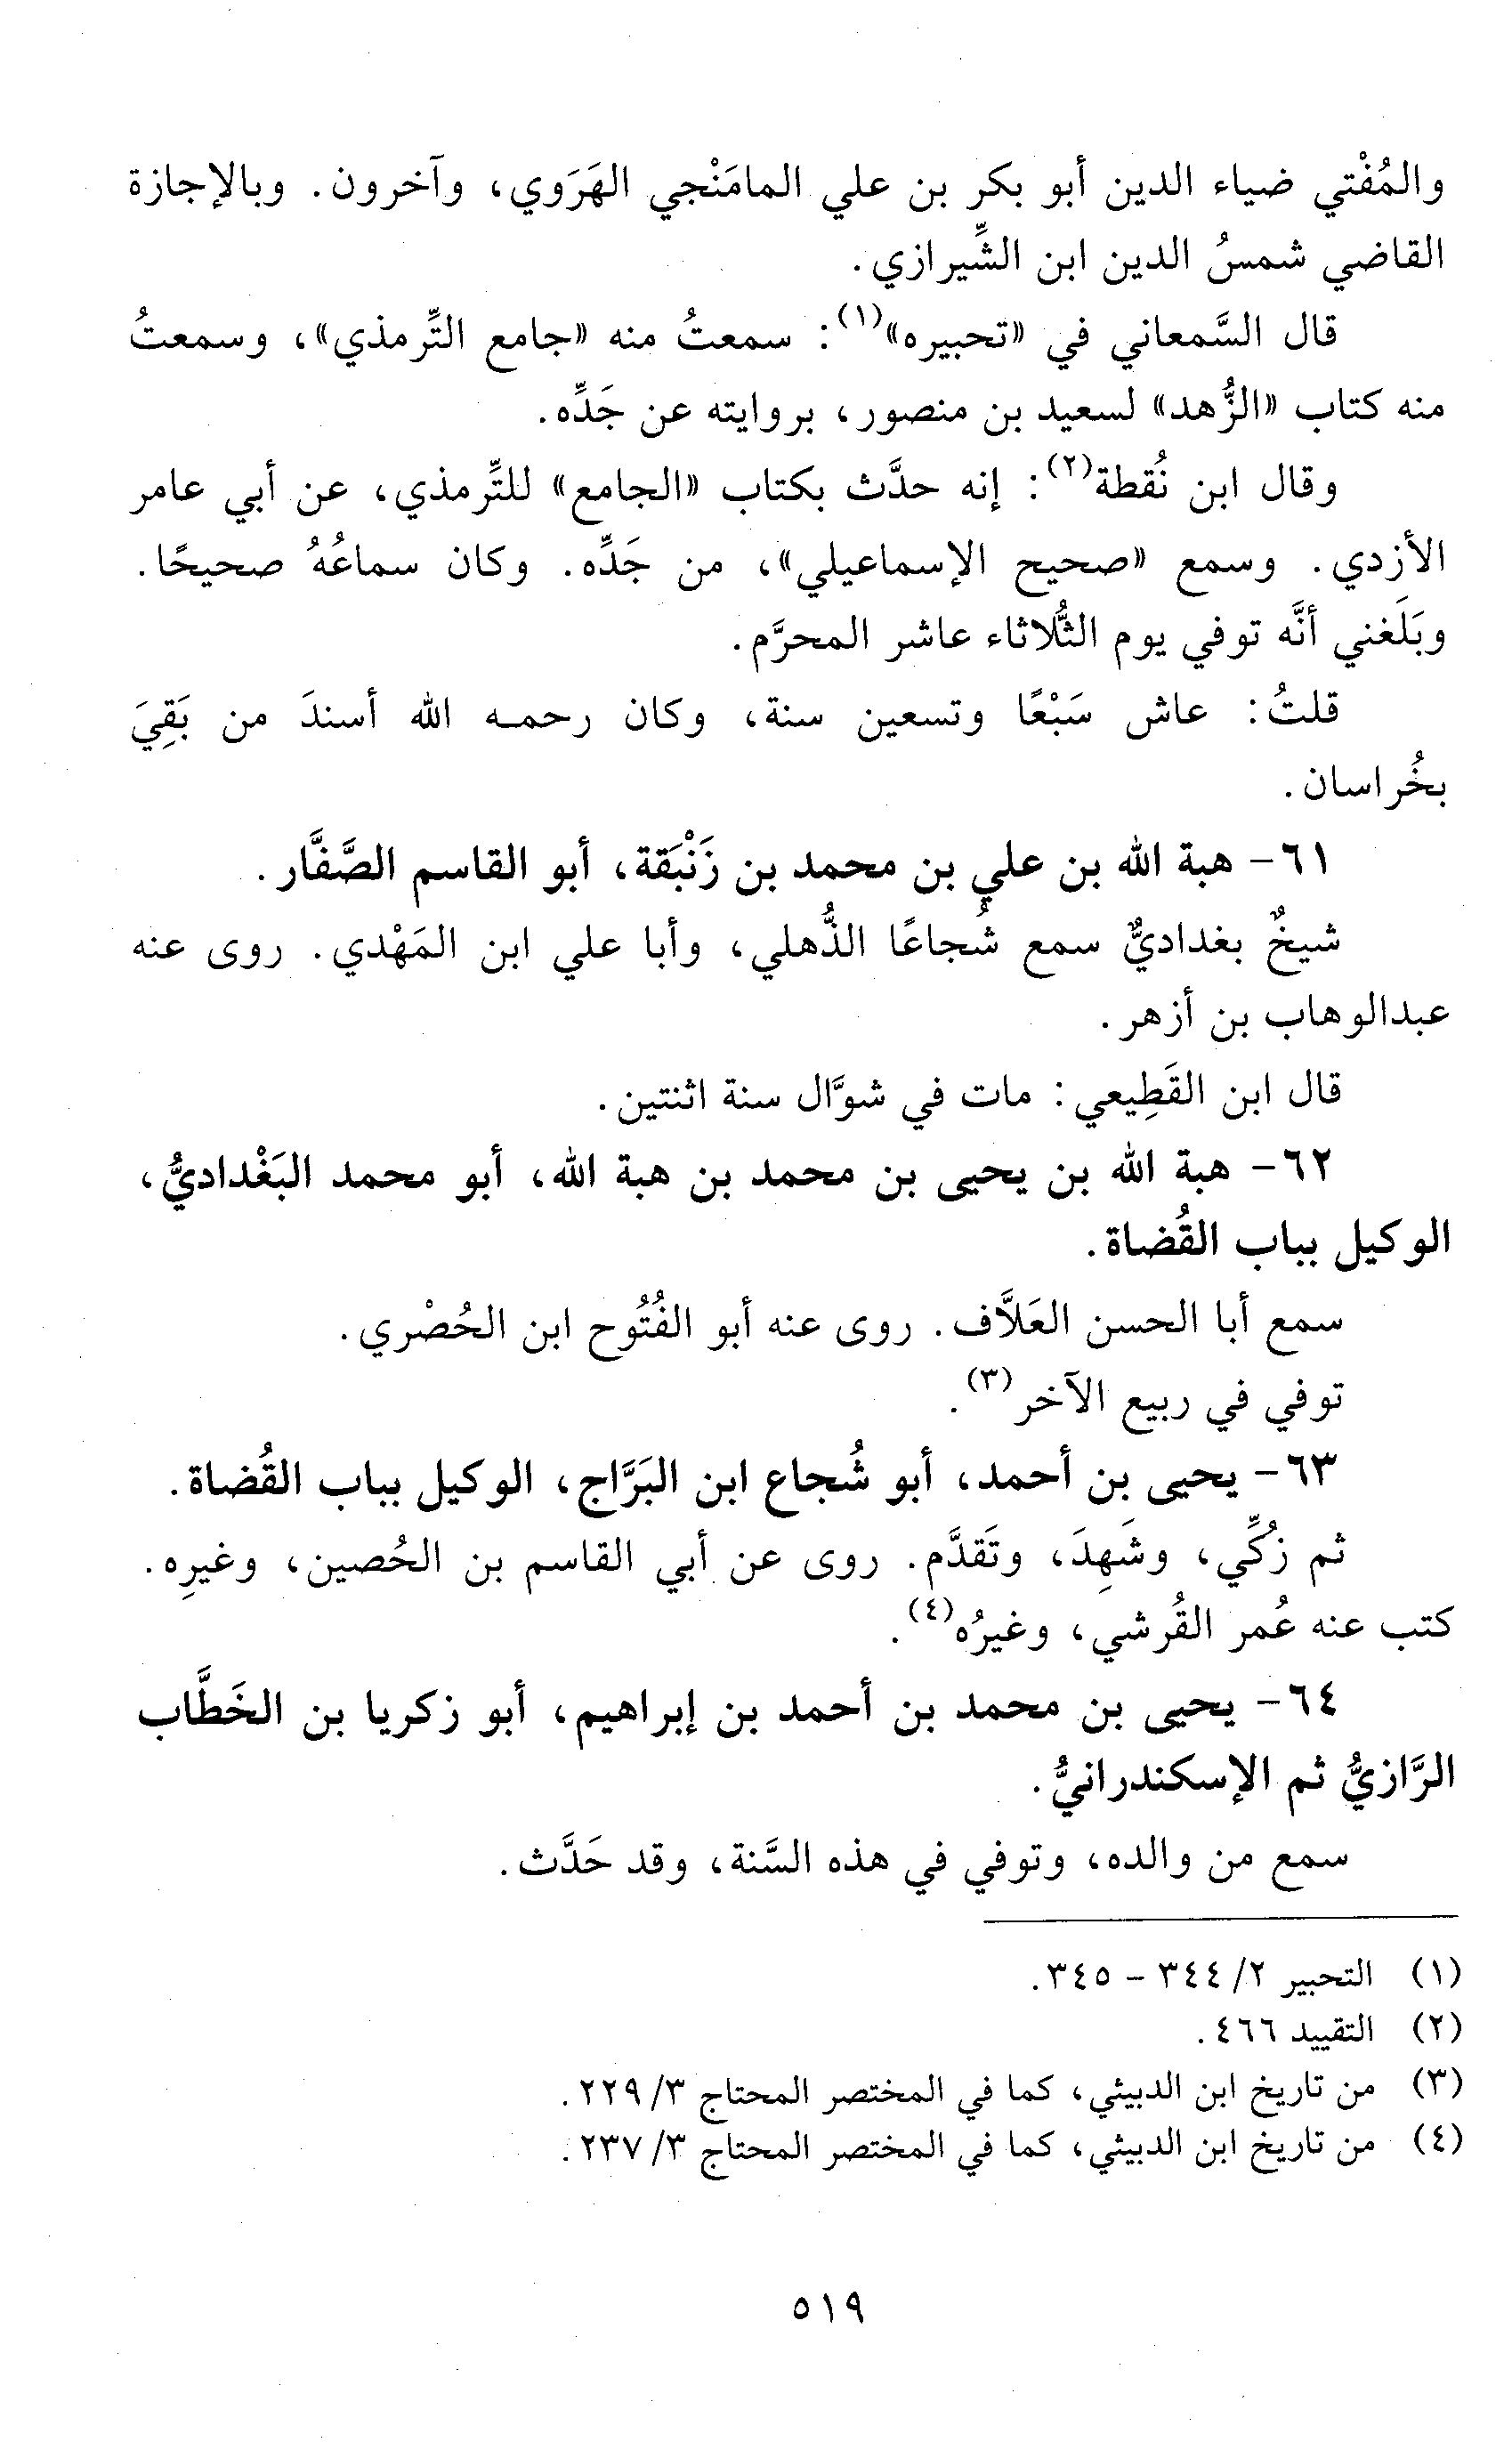 والمُفْتي ضياء الدين أبو بكر بن علي المامَنْجي الهَرَوي، وآخرون. وبالإجازة
القاضي شمسُ الدين ابن الشِّيرازي.
قال السَّمعاني في «تحبيره»(١): سمعتُ منه «جامع التِّرمذي»، وسمعتُ
منه كتاب «الزُّهد» لسعيد بن منصور، بروايته عن جَدِّه.
وقال ابن نُقطة(٢): إنه حدَّث بكتاب «الجامع» للتِّرمذي، عن أبي عامر
الأزدي. وسمع «صحيح الإسماعيلي»، من جَدِّه. وكان سماعُهُ صحيحًا.
وبَلَغني أنَّه توفي يوم الثُّلاثاء عاشر المحرَّم.
قلتُ: عاش سَبْعًا وتسعين سنة، وكان رحمه الله أسندَ من بَقِيَ
بخُراسان.
٦١- هبة الله بن علي بن محمد بن زَنْبَقة، أبو القاسم الصَّفَّار.
شيخٌ بغداديٌّ سمع شُجاعًا الذُّهلي، وأبا علي ابن المَهْدي. روى عنه
عبدالوهاب بن أزهر.
قال ابن القَطِيعي: مات في شوَّال سنة اثنتين.
٦٢- هبة الله بن يحيى بن محمد بن هبة الله، أبو محمد البَغْداديُّ،
الوكيل بباب القُضاة.
سمع أبا الحسن العَلاَّف. روى عنه أبو الفُتُوح ابن الحُصْري.
توفي في ربيع الآخر(٣).
٦٣- يحيى بن أحمد، أبو شُجاع ابن البَرَّاج، الوكيل بباب القُضاة.
ثم زُكِّي، وشَهِدَ، وتَقدَّم. روى عن أبي القاسم بن الحُصين، وغيرِه.
كتب عنه عُمر القُرشي، وغيرُه(٤).
٦٤- يحيى بن محمد بن أحمد بن إبراهيم، أبو زكريا بن الخَطَّاب
الرَّازيُّ ثم الإسكندرانيُّ.
سمع من والده، وتوفي في هذه السَّنة، وقد حَدَّث.
(١) التحبير ٢/ ٣٤٤ - ٣٤٥.
(٢) التقييد ٤٦٦.
(٣) من تاريخ ابن الدبيثي، كما في المختصر المحتاج ٣/ ٢٢٩.
(٤) من تاريخ ابن الدبيثي، كما في المختصر المحتاج ٣/ ٢٣٧.
٥١٩